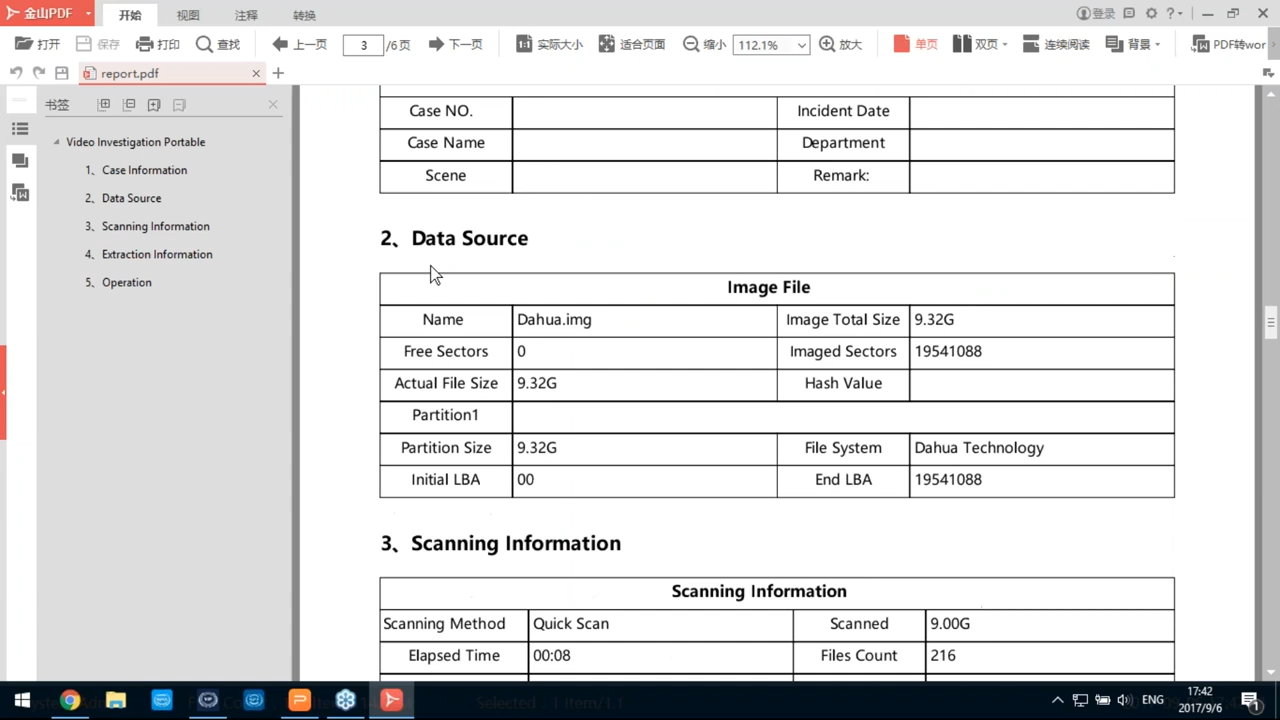 金山PDF 开始 视图 注释 转换 登录 ?
打开 保存 打印 查找 上一页 3 /6页 下一页 1:1 实际大小 适合页面 缩小 112.1% 放大 单页 双页 连续阅读 背景 PDF转wor
report.pdf
书签
Video Investigation Portable
1、Case Information
2、Data Source
3、Scanning Information
4、Extraction Information
5、Operation
Case NO. Incident Date
Case Name Department
Scene Remark:
2、Data Source
Image File
Name Dahua.img Image Total Size 9.32G
Free Sectors 0 Imaged Sectors 19541088
Actual File Size 9.32G Hash Value
Partition1
Partition Size 9.32G File System Dahua Technology
Initial LBA 00 End LBA 19541088
3、Scanning Information
Scanning Information
Scanning Method Quick Scan Scanned 9.00G
Elapsed Time 00:08 Files Count 216
ENG 17:42
2017/9/6